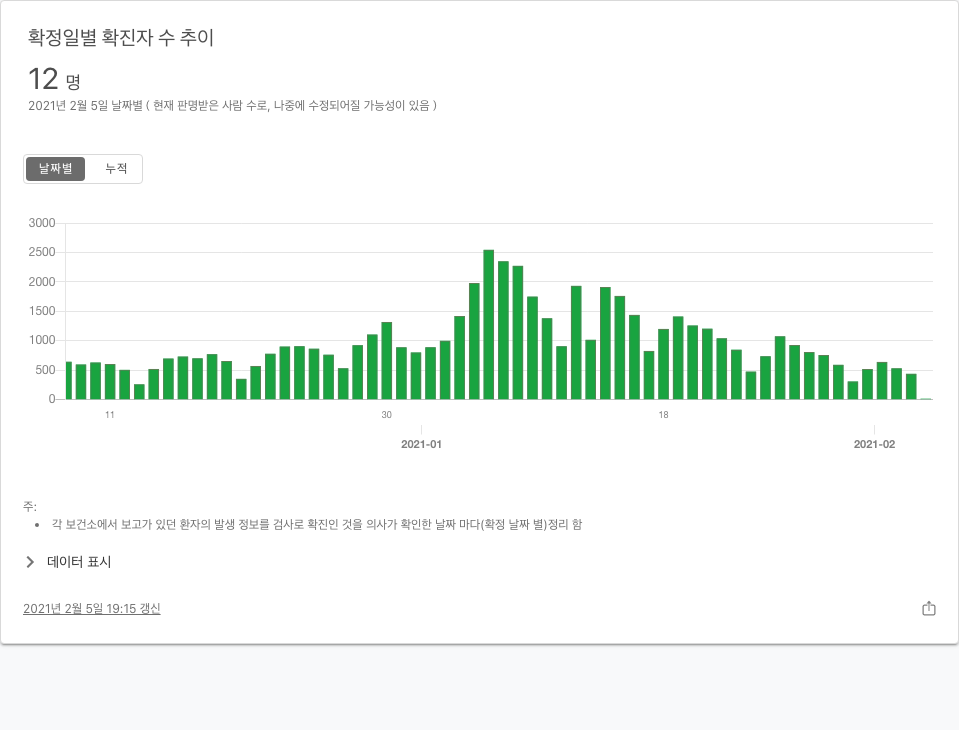 확정일별 확진자 수 추이
12 명
2021년 2월 5일 날짜별 ( 현재 판명받은 사람 수로, 나중에 수정되어질 가능성이 있음 )
날짜별 누적
3000
2500
2000
1500
1000
500
0
11 30 18
2021-01 2021-02
주:
• 각 보건소에서 보고가 있던 환자의 발생 정보를 검사로 확진인 것을 의사가 확인한 날짜 마다(확정 날짜 별)정리 함
데이터 표시
2021년 2월 5일 19:15 갱신